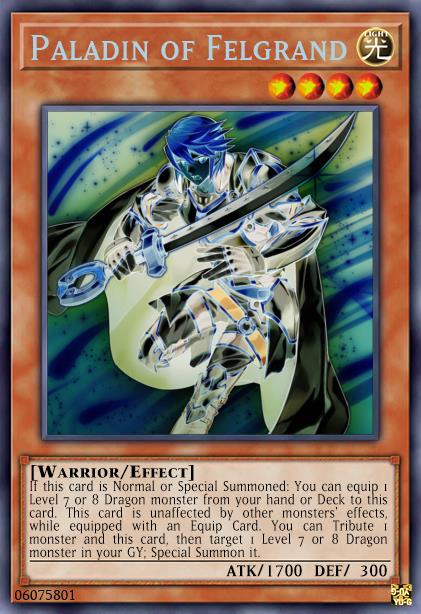 PALADIN OF FELGRAND
LIGHT
光
[WARRIOR/EFFECT]
If this card is Normal or Special Summoned: You can equip 1
Level 7 or 8 Dragon monster from your hand or Deck to this
card. This card is unaffected by other monsters' effects,
while equipped with an Equip Card. You can Tribute 1
monster and this card, then target 1 Level 7 or 8 Dragon
monster in your GY; Special Summon it.
ATK/1700 DEF/ 300
06075801